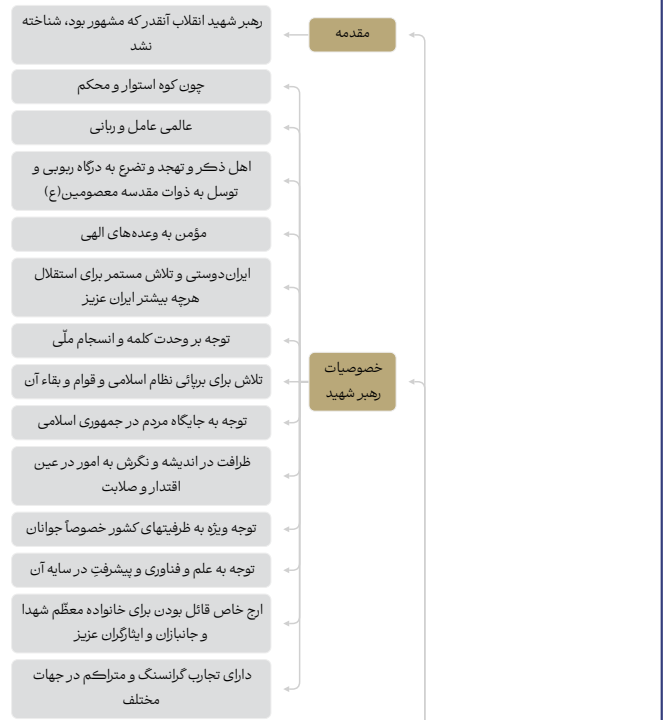 مقدمه
رهبر شهید انقلاب آنقدر که مشهور بود، شناخته
نشد
خصوصیات
رهبر شهید
چون کوه استوار و محکم
عالمی عامل و ربانی
اهل ذکر و تهجد و تضرع به درگاه ربوبی و
توسل به ذوات مقدسه معصومین(ع)
مؤمن به وعده‌های الهی
ایران‌دوستی و تلاش مستمر برای استقلال
هرچه بیشتر ایران عزیز
توجه بر وحدت کلمه و انسجام ملّی
تلاش برای برپائی نظام اسلامی و قوام و بقاء آن
توجه به جایگاه مردم در جمهوری اسلامی
ظرافت در اندیشه و نگرش به امور در عین
اقتدار و صلابت
توجه ویژه به ظرفیتهای کشور خصوصاً جوانان
توجه به علم و فناوری و پیشرفتِ در سایه آن
ارج خاص قائل بودن برای خانواده معظّم شهدا
و جانبازان و ایثارگران عزیز
دارای تجارب گرانسنگ و متراکم در جهات
مختلف